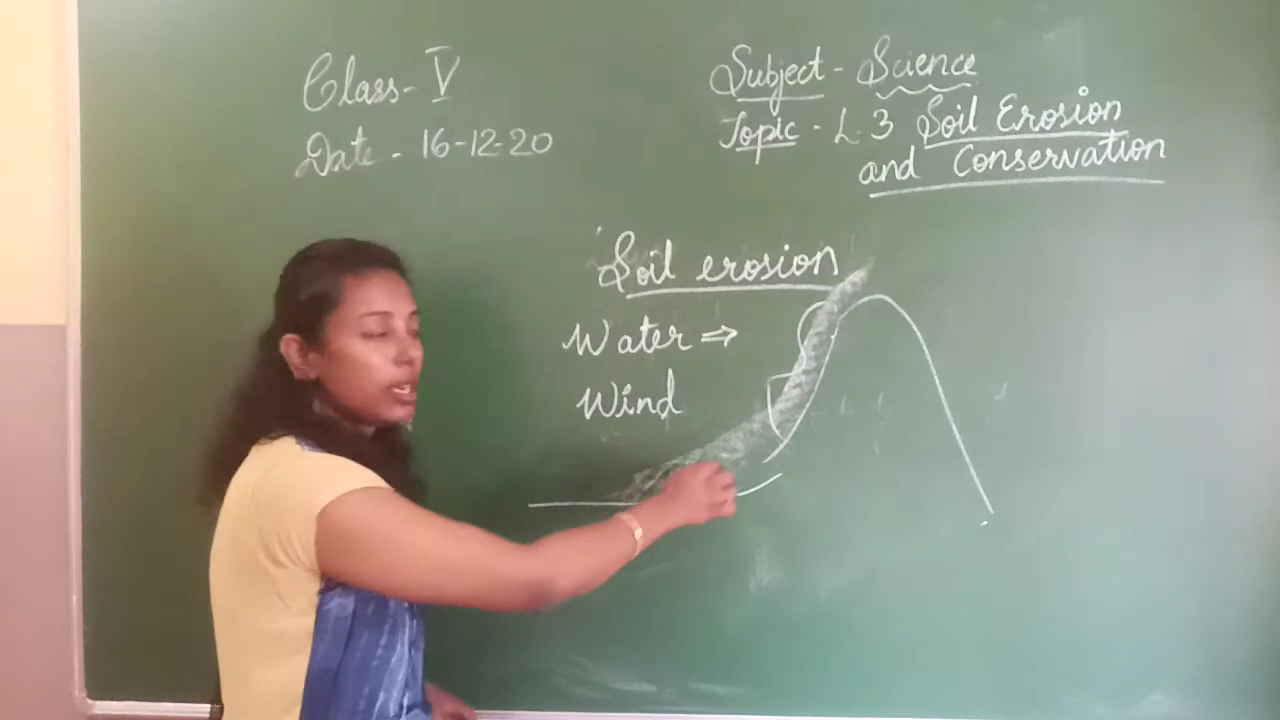 Class- V
Date - 16-12-20
Subject - Science
Topic - L-3 Soil Erosion
and Conservation
Soil erosion
Water ⇒
Wind